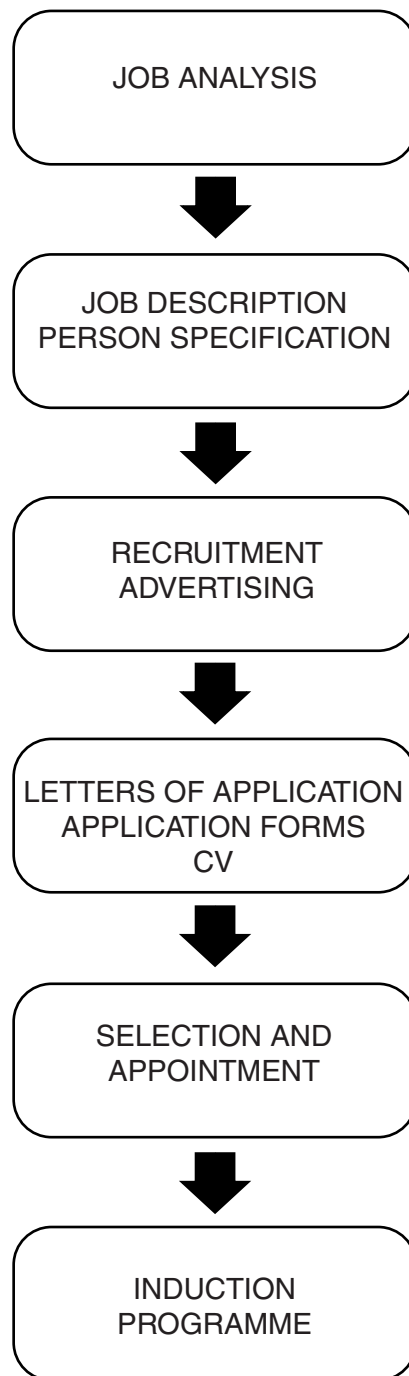 JOB ANALYSIS
JOB DESCRIPTION
PERSON SPECIFICATION
RECRUITMENT
ADVERTISING
LETTERS OF APPLICATION
APPLICATION FORMS
CV
SELECTION AND
APPOINTMENT
INDUCTION
PROGRAMME